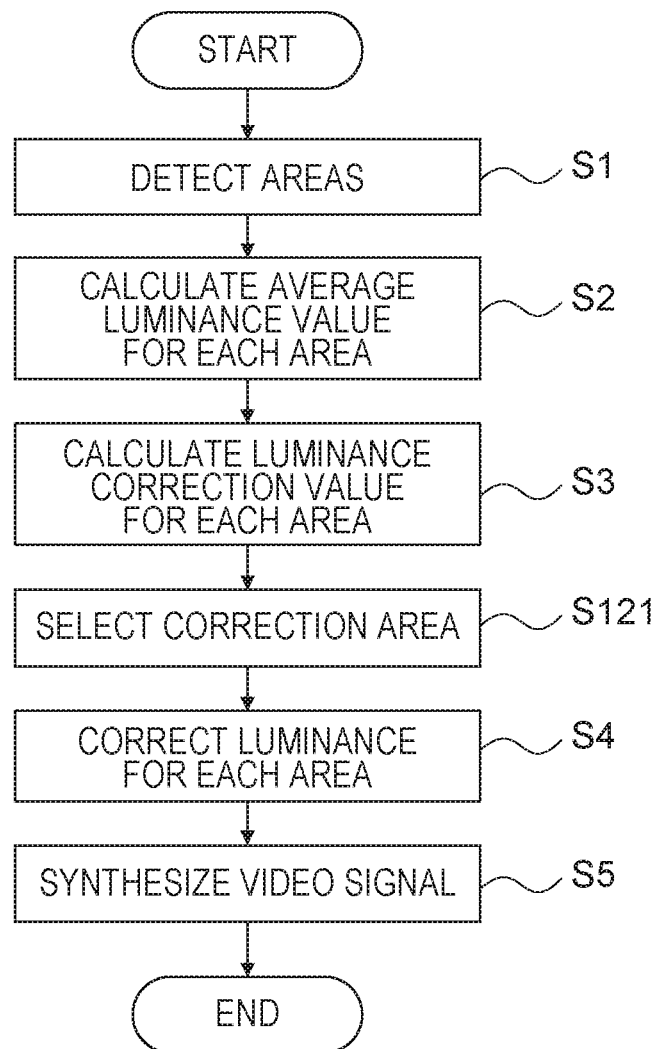 START
DETECT AREAS
S1
CALCULATE AVERAGE
LUMINANCE VALUE
FOR EACH AREA
S2
CALCULATE LUMINANCE
CORRECTION VALUE
FOR EACH AREA
S3
SELECT CORRECTION AREA
S121
CORRECT LUMINANCE
FOR EACH AREA
S4
SYNTHESIZE VIDEO SIGNAL
S5
END